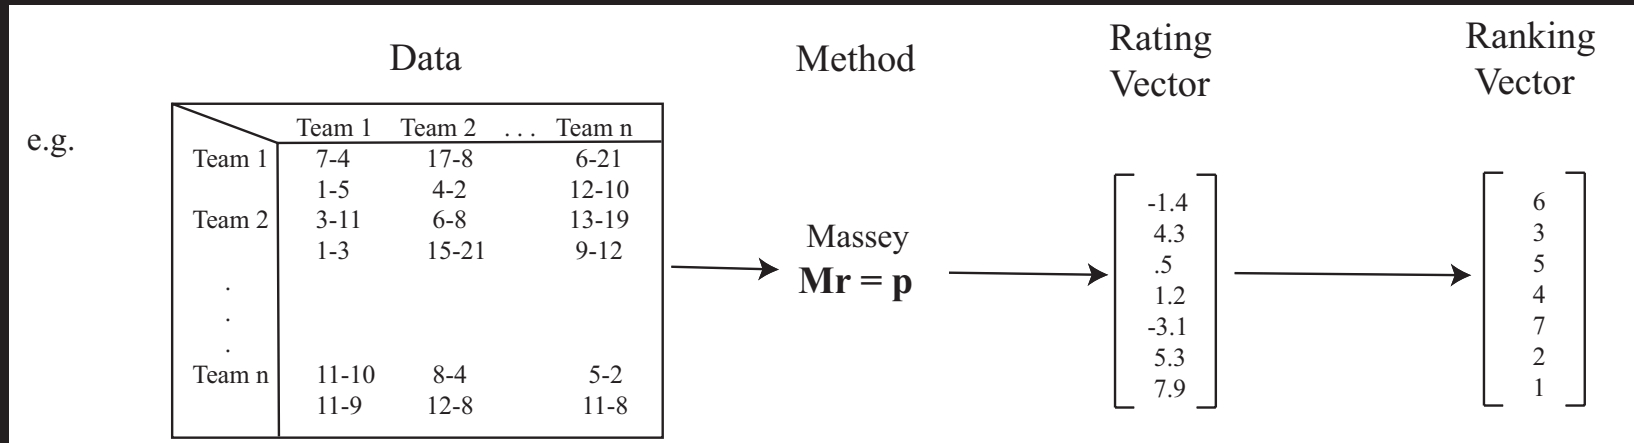 Data
Method
Rating
Vector
Ranking
Vector
e.g.
Team 1 Team 2 . . . Team n
Team 1 7-4 17-8 6-21
1-5 4-2 12-10
Team 2 3-11 6-8 13-19
1-3 15-21 9-12
.
.
.
Team n 11-10 8-4 5-2
11-9 12-8 11-8
Massey
Mr = p
-1.4
4.3
.5
1.2
-3.1
5.3
7.9
6
3
5
4
7
2
1